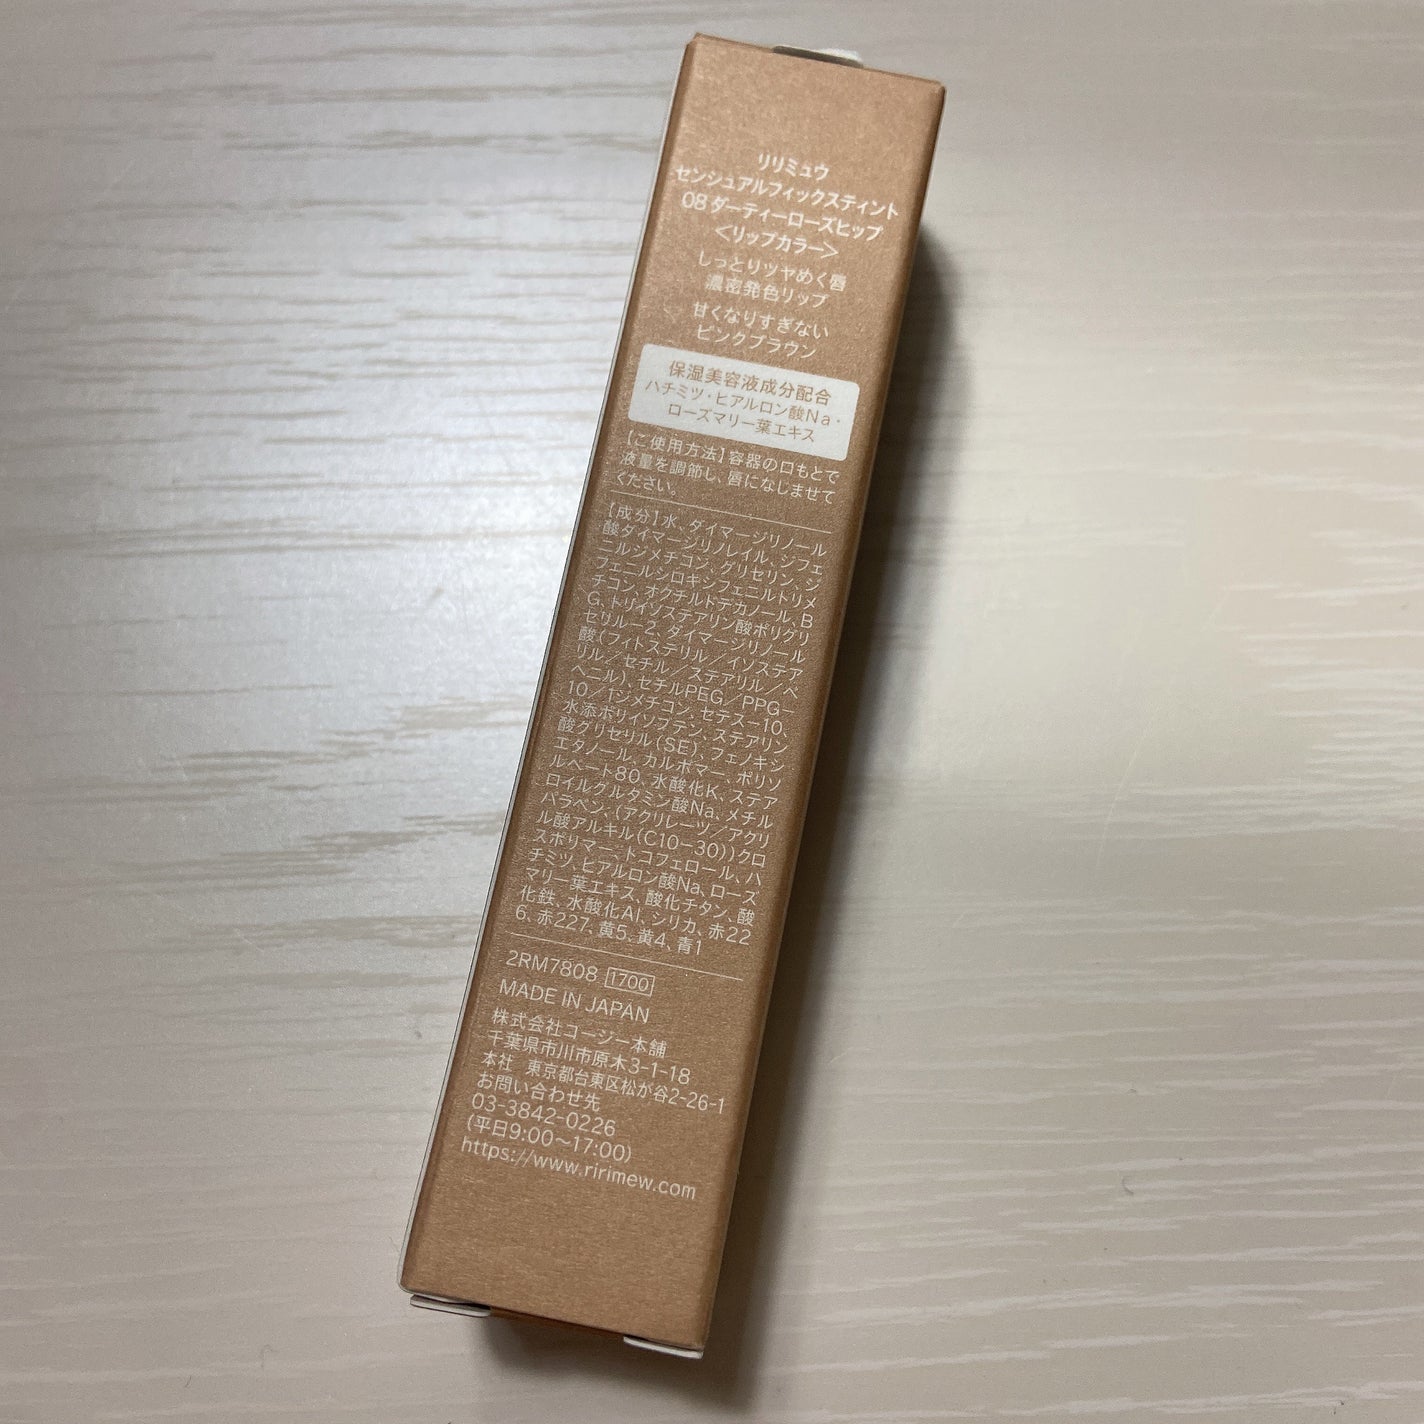 リリミュウ
センシュアルフィックスティント
08 ダーティーローズヒップ
<リップカラー>
しっとりツヤめく唇
濃密発色リップ
甘くなりすぎない
ピンクブラウン
保湿美容液成分配合
ハチミツ・ヒアルロン酸Na・
ローズマリー葉エキス
【ご使用方法】容器の口もとで
液量を調節し、唇になじませて
ください。
【成分】水、ダイマージリノール
酸ダイマージリノレイル、ジフェ
ニルジメチコン、グリセリン、ジ
フェニルシロキシフェニルトリメ
チコン、オクチルドデカノール、B
G、トリイソステアリン酸ポリグリ
セリル－2、ダイマージリノール
酸(フィトステリル／イソステア
リル／セチル／ステアリル／ベ
ヘニル)、セチルPEG／PPG－
10／1ジメチコン、セテス－10、
水添ポリイソブテン、ステアリン
酸グリセリル(SE)、フェノキシ
エタノール、カルボマー、ポリソ
ルベート80、水酸化K、ステア
ロイルグルタミン酸Na、メチル
パラベン、(アクリレーツ／アクリ
ル酸アルキル(C10－30))クロ
スポリマー、トコフェロール、ハ
チミツ、ヒアルロン酸Na、ローズ
マリー葉エキス、酸化チタン、酸
化鉄、水酸化Al、シリカ、赤22
6、赤227、黄5、黄4、青1
2RM7808 1700
MADE IN JAPAN
株式会社コージー本舗
千葉県市川市原木3-1-18
本社　東京都台東区松が谷2-26-1
お問い合わせ先
03-3842-0226
(平日9:00～17:00)
https://www.ririmew.com